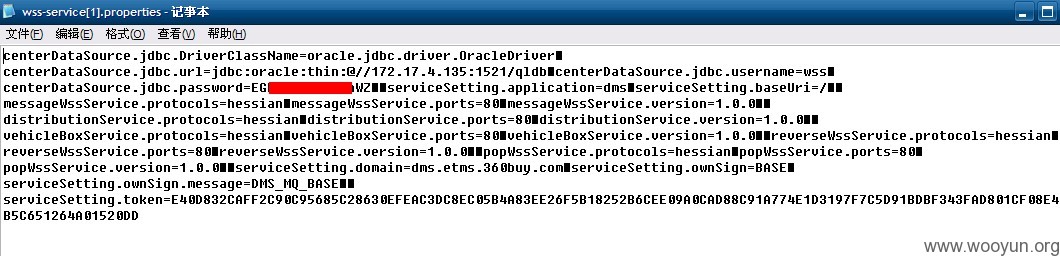 wss-service[1].properties - 记事本
文件(F) 编辑(E) 格式(O) 查看(V) 帮助(H)
centerDataSource.jdbc.DriverClassName=oracle.jdbc.driver.OracleDriver■
centerDataSource.jdbc.url=jdbc:oracle:thin:@//172.17.4.135:1521/qldb■centerDataSource.jdbc.username=wss■
centerDataSource.jdbc.password=EG WZ■■serviceSetting.application=dms■serviceSetting.baseUri=/■■
messageWssService.protocols=hessian■messageWssService.ports=80■messageWssService.version=1.0.0■■
distributionService.protocols=hessian■distributionService.ports=80■distributionService.version=1.0.0■■
vehicleBoxService.protocols=hessian■vehicleBoxService.ports=80■vehicleBoxService.version=1.0.0■■reverseWssService.protocols=hessian■
reverseWssService.ports=80■reverseWssService.version=1.0.0■■popWssService.protocols=hessian■popWssService.ports=80■
popWssService.version=1.0.0■■serviceSetting.domain=dms.etms.360buy.com■serviceSetting.ownSign=BASE■
serviceSetting.ownSign.message=DMS_MQ_BASE■■
serviceSetting.token=E40D832CAFF2C90C95685C28630EFEAC3DC8EC05B4A83EE26F5B18252B6CEE09A0CAD88C91A774E1D3197F7C5D91BDBF343FAD801CF08E4
B5C651264A01520DD
www.wooyun.org